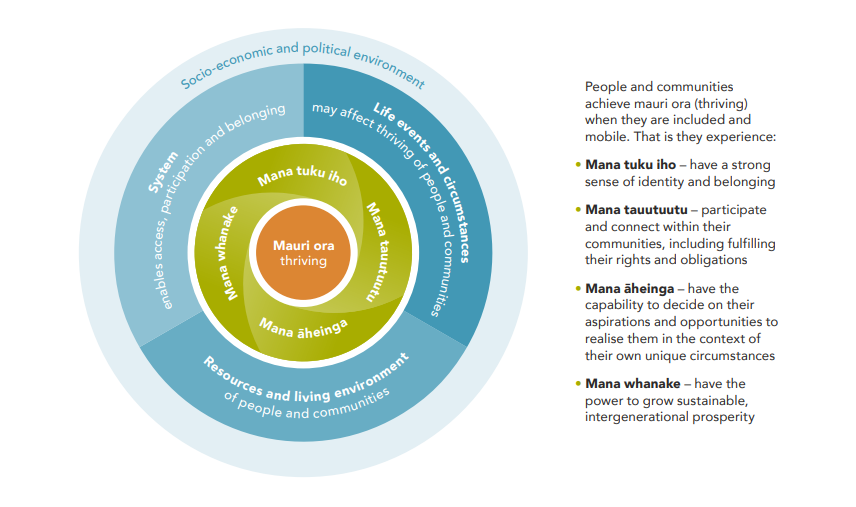 Socio-economic and political environment
System
enables access, participation and belonging
Life events and circumstances
may affect thriving of people and communities
Resources and living environment
of people and communities
Mana tuku iho
Mana tauutuutu
Mana āheinga
Mana whanake
Mauri ora
thriving
People and communities
achieve mauri ora (thriving)
when they are included and
mobile. That is they experience:
• Mana tuku iho – have a strong
sense of identity and belonging
• Mana tauutuutu – participate
and connect within their
communities, including fulfilling
their rights and obligations
• Mana āheinga – have the
capability to decide on their
aspirations and opportunities to
realise them in the context of
their own unique circumstances
• Mana whanake – have the
power to grow sustainable,
intergenerational prosperity